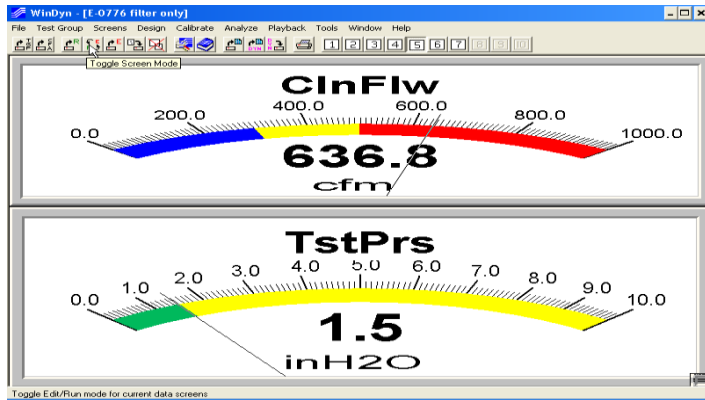 WinDyn - [E-0776 filter only]
File Test Group Screens Design Calibrate Analyze Playback Tools Window Help
1 2 3 4 5 6 7 8 9 10
Toggle Screen Mode
ClnFlw
0.0 200.0 400.0 600.0 800.0 1000.0
636.8
cfm
TstPrs
0.0 1.0 2.0 3.0 4.0 5.0 6.0 7.0 8.0 9.0 10.0
1.5
inH2O
Toggle Edit/Run mode for current data screens